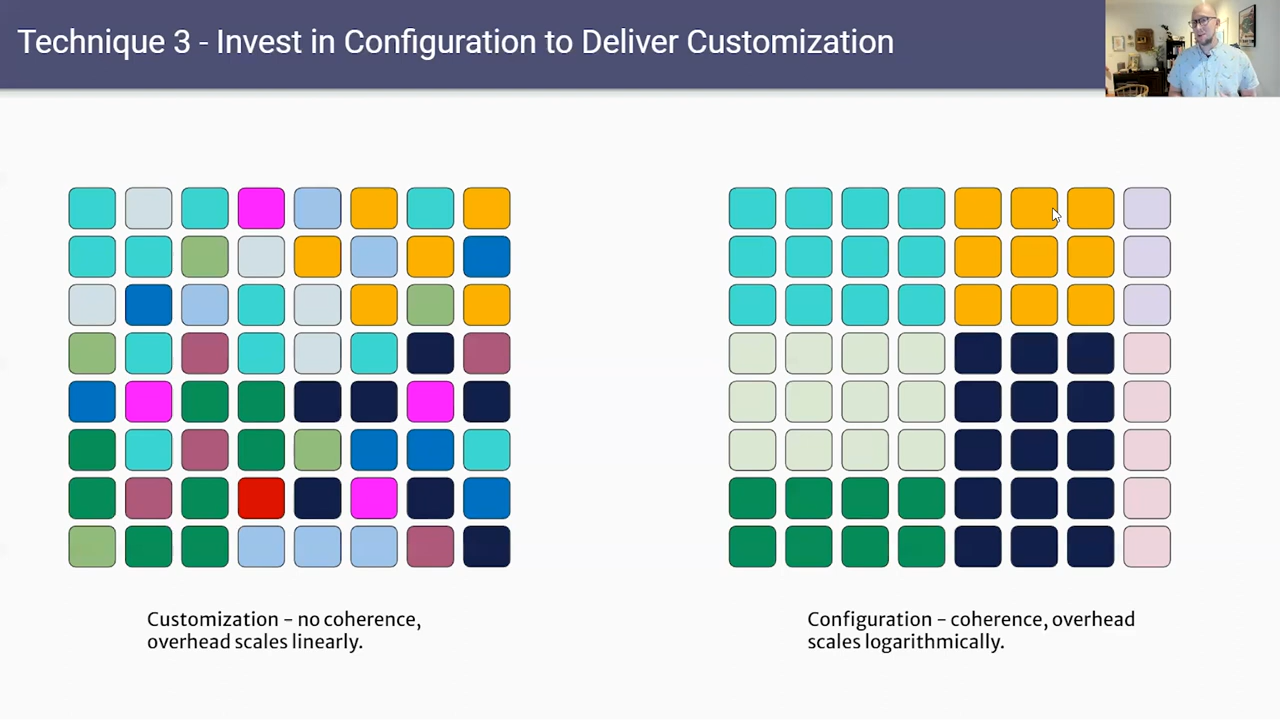 Technique 3 - Invest in Configuration to Deliver Customization
Customization – no coherence,
overhead scales linearly.
Configuration – coherence, overhead
scales logarithmically.